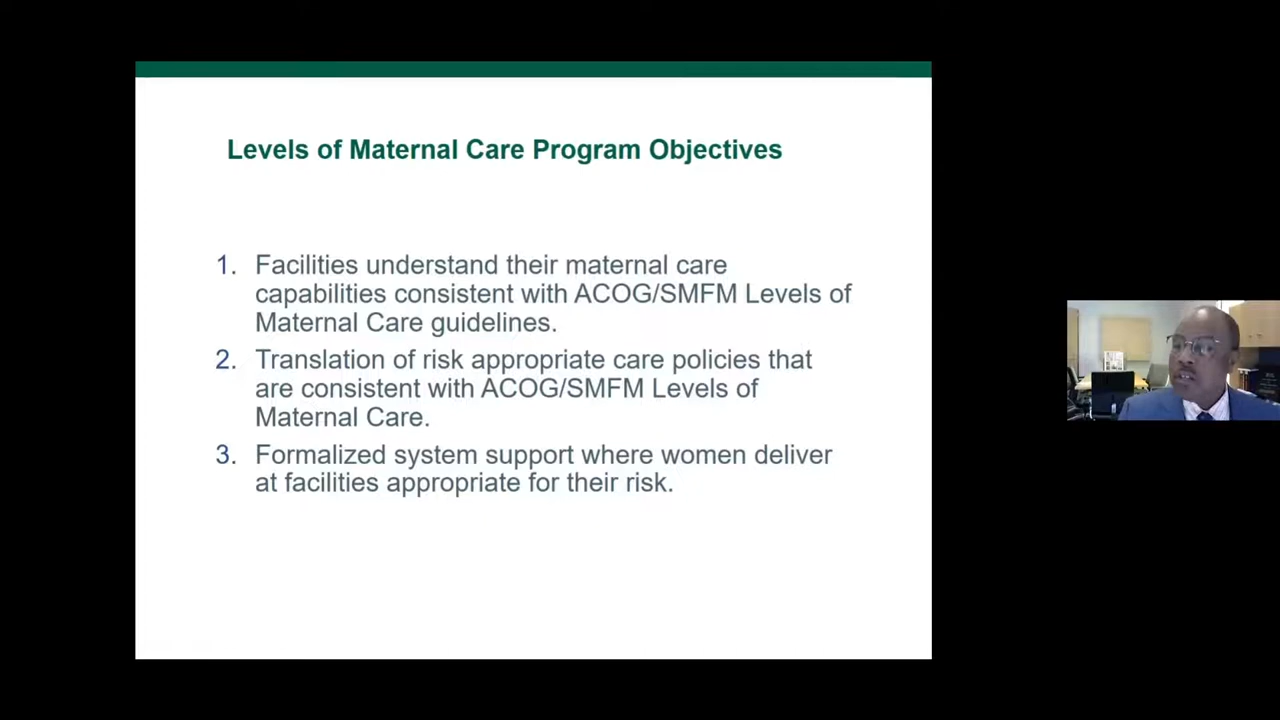 Levels of Maternal Care Program Objectives
1. Facilities understand their maternal care
capabilities consistent with ACOG/SMFM Levels of
Maternal Care guidelines.
2. Translation of risk appropriate care policies that
are consistent with ACOG/SMFM Levels of
Maternal Care.
3. Formalized system support where women deliver
at facilities appropriate for their risk.